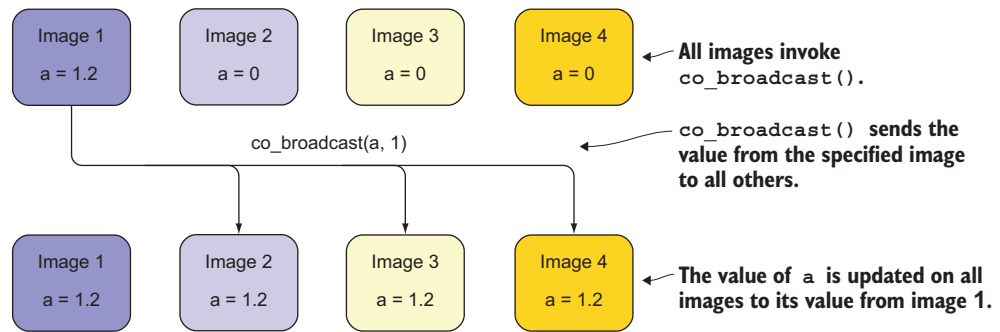 Image 1
a = 1.2
Image 2
a = 0
Image 3
a = 0
Image 4
a = 0
All images invoke
co_broadcast().
co_broadcast(a, 1)
co_broadcast() sends the
value from the specified image
to all others.
Image 1
a = 1.2
Image 2
a = 1.2
Image 3
a = 1.2
Image 4
a = 1.2
The value of a is updated on all
images to its value from image 1.